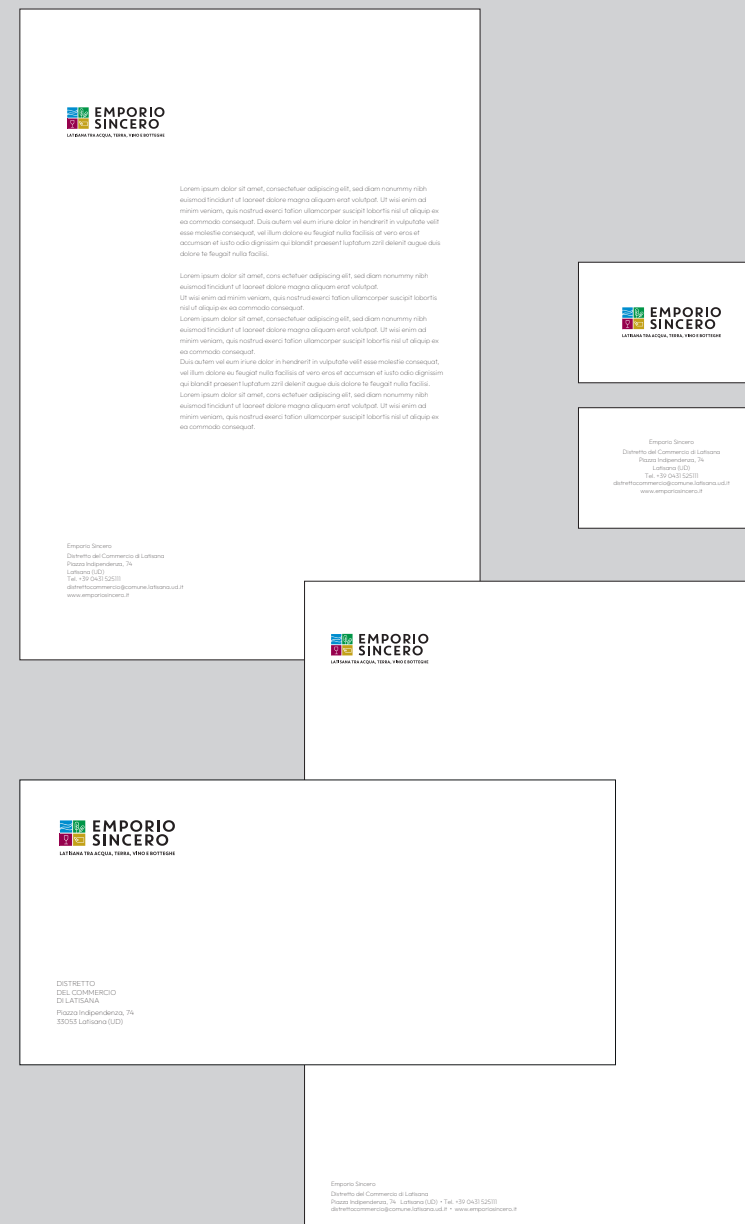 EMPORIO
SINCERO
LATISANA TRA ACQUA, TERRA, VINO E BOTTEGHE
Lorem ipsum dolor sit amet, consectetuer adipiscing elit, sed diam nonummy nibh
euismod tincidunt ut laoreet dolore magna aliquam erat volutpat. Ut wisi enim ad
minim veniam, quis nostrud exerci tation ullamcorper suscipit lobortis nisl ut aliquip ex
ea commodo consequat. Duis autem vel eum iriure dolor in hendrerit in vulputate velit
esse molestie consequat, vel illum dolore eu feugiat nulla facilisis at vero eros et
accumsan et iusto odio dignissim qui blandit praesent luptatum zzril delenit augue duis
dolore te feugait nulla facilisi.
Lorem ipsum dolor sit amet, cons ectetuer adipiscing elit, sed diam nonummy nibh
euismod tincidunt ut laoreet dolore magna aliquam erat volutpat.
Ut wisi enim ad minim veniam, quis nostrud exerci tation ullamcorper suscipit lobortis
nisl ut aliquip ex ea commodo consequat.
Lorem ipsum dolor sit amet, consectetuer adipiscing elit, sed diam nonummy nibh
euismod tincidunt ut laoreet dolore magna aliquam erat volutpat. Ut wisi enim ad
minim veniam, quis nostrud exerci tation ullamcorper suscipit lobortis nisl ut aliquip ex
ea commodo consequat.
Duis autem vel eum iriure dolor in hendrerit in vulputate velit esse molestie consequat,
vel illum dolore eu feugiat nulla facilisis at vero eros et accumsan et iusto odio dignissim
qui blandit praesent luptatum zzril delenit augue duis dolore te feugait nulla facilisi.
Lorem ipsum dolor sit amet, cons ectetuer adipiscing elit, sed diam nonummy nibh
euismod tincidunt ut laoreet dolore magna aliquam erat volutpat. Ut wisi enim ad
minim veniam, quis nostrud exerci tation ullamcorper suscipit lobortis nisl ut aliquip ex
ea commodo consequat.
Emporio Sincero
Distretto del Commercio di Latisana
Piazza Indipendenza, 74
Latisana (UD)
Tel. +39 0431 525111
distrettocommercio@comune.latisana.ud.it
www.emporiosincero.it
EMPORIO
SINCERO
LATISANA TRA ACQUA, TERRA, VINO E BOTTEGHE
Emporio Sincero
Distretto del Commercio di Latisana
Piazza Indipendenza, 74
Latisana (UD)
Tel. +39 0431 525111
distrettocommercio@comune.latisana.ud.it
www.emporiosincero.it
EMPORIO
SINCERO
LATISANA TRA ACQUA, TERRA, VINO E BOTTEGHE
EMPORIO
SINCERO
LATISANA TRA ACQUA, TERRA, VINO E BOTTEGHE
DISTRETTO
DEL COMMERCIO
DI LATISANA
Piazza Indipendenza, 74
33053 Latisana (UD)
Emporio Sincero
Distretto del Commercio di Latisana
Piazza Indipendenza, 74 Latisana (UD) • Tel. +39 0431 525111
distrettocommercio@comune.latisana.ud.it • www.emporiosincero.it